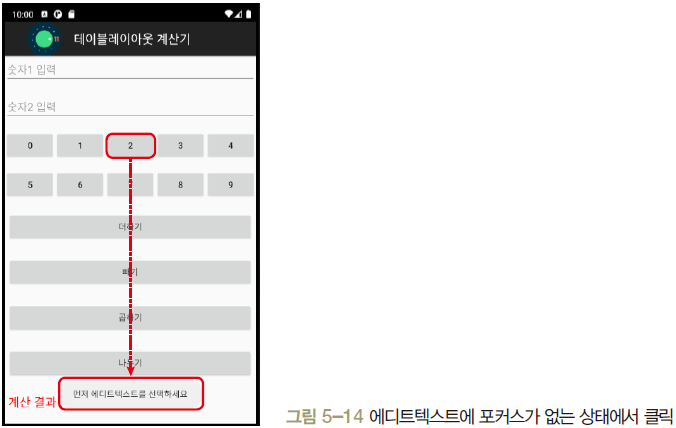 10:00
테이블레이아웃 계산기
숫자1 입력
숫자2 입력
0 1 2 3 4
5 6 7 8 9
더하기
빼기
곱하기
나누기
먼저 에디트텍스트를 선택하세요
계산 결과
그림 5-14 에디트텍스트에 포커스가 없는 상태에서 클릭